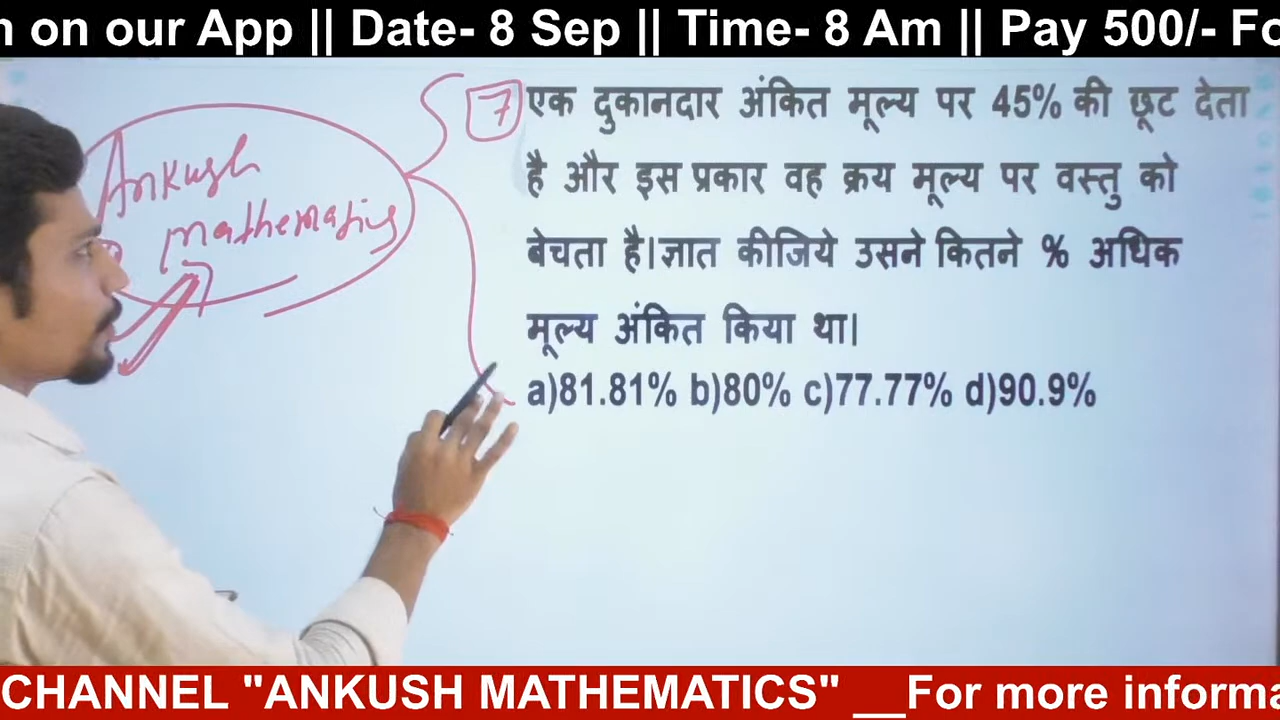 n on our App || Date- 8 Sep || Time- 8 Am || Pay 500/- Fo
Ankush
mathematics
7
एक दुकानदार अंकित मूल्य पर 45% की छूट देता
है और इस प्रकार वह क्रय मूल्य पर वस्तु को
बेचता है।ज्ञात कीजिये उसने कितने % अधिक
मूल्य अंकित किया था।
a)81.81% b)80% c)77.77% d)90.9%
CHANNEL "ANKUSH MATHEMATICS" __For more informa